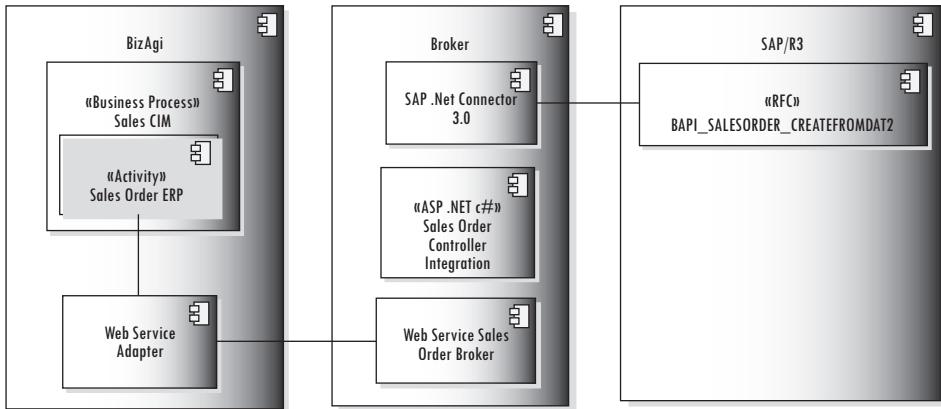 BizAgi
«Business Process»
Sales CIM
«Activity»
Sales Order ERP
Web Service
Adapter
Broker
SAP .Net Connector
3.0
«ASP .NET c#»
Sales Order
Controller
Integration
Web Service Sales
Order Broker
SAP/R3
«RFC»
BAPI_SALESORDER_CREATEFROMDAT2